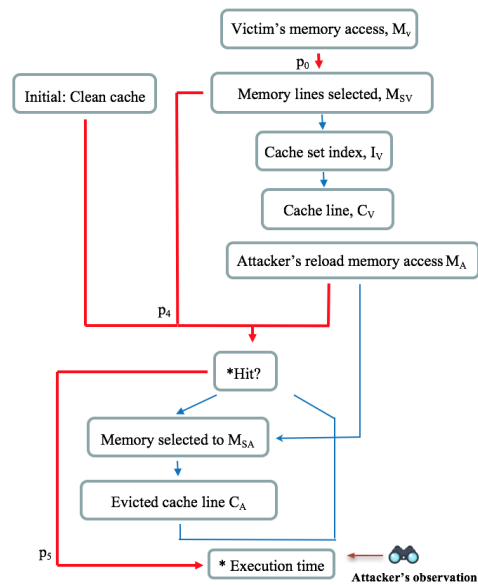 Victim's memory access, Mv
p0
Initial: Clean cache
Memory lines selected, MSV
Cache set index, IV
Cache line, CV
Attacker's reload memory access MA
p4
*Hit?
Memory selected to MSA
Evicted cache line CA
p5
* Execution time
Attacker's observation